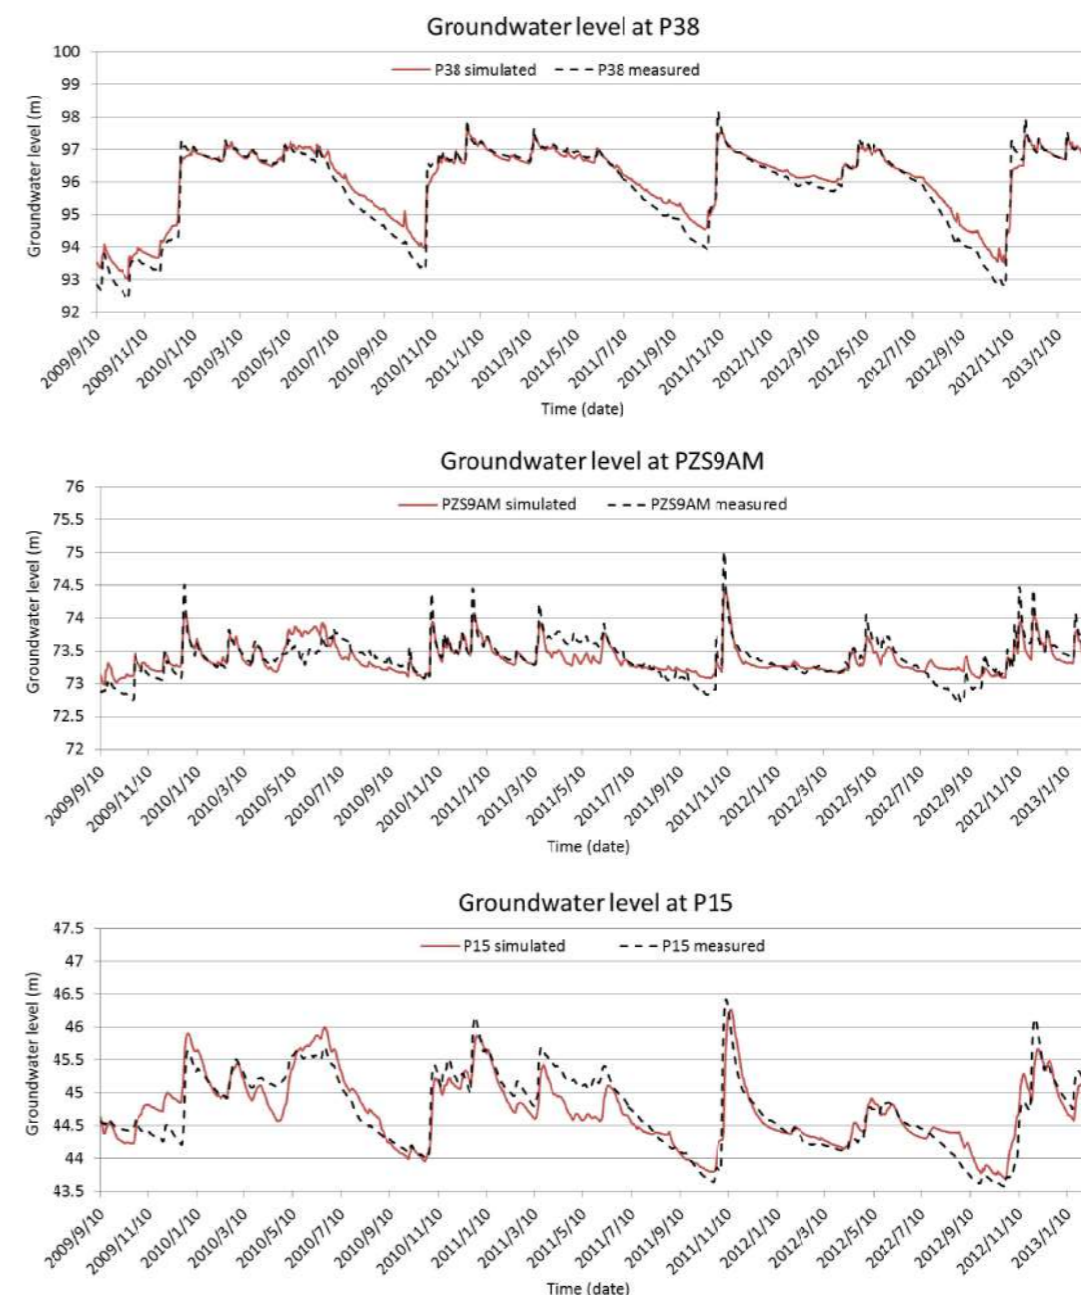 Groundwater level at P38
P38 simulated P38 measured
Groundwater level (m)
100
99
98
97
96
95
94
93
92
2009/9/10 2009/11/10 2010/1/10 2010/3/10 2010/5/10 2010/7/10 2010/9/10 2010/11/10 2011/1/10 2011/3/10 2011/5/10 2011/7/10 2011/9/10 2011/11/10 2012/1/10 2012/3/10 2012/5/10 2012/7/10 2012/9/10 2012/11/10 2013/1/10
Time (date)
Groundwater level at PZS9AM
PZS9AM simulated PZS9AM measured
Groundwater level (m)
76
75.5
75
74.5
74
73.5
73
72.5
72
2009/9/10 2009/11/10 2010/1/10 2010/3/10 2010/5/10 2010/7/10 2010/9/10 2010/11/10 2011/1/10 2011/3/10 2011/5/10 2011/7/10 2011/9/10 2011/11/10 2012/1/10 2012/3/10 2012/5/10 2012/7/10 2012/9/10 2012/11/10 2013/1/10
Time (date)
Groundwater level at P15
P15 simulated P15 measured
Groundwater level (m)
47.5
47
46.5
46
45.5
45
44.5
44
43.5
2009/9/10 2009/11/10 2010/1/10 2010/3/10 2010/5/10 2010/7/10 2010/9/10 2010/11/10 2011/1/10 2011/3/10 2011/5/10 2011/7/10 2011/9/10 2011/11/10 2012/1/10 2012/3/10 2012/5/10 2012/7/10 2012/9/10 2012/11/10 2013/1/10
Time (date)